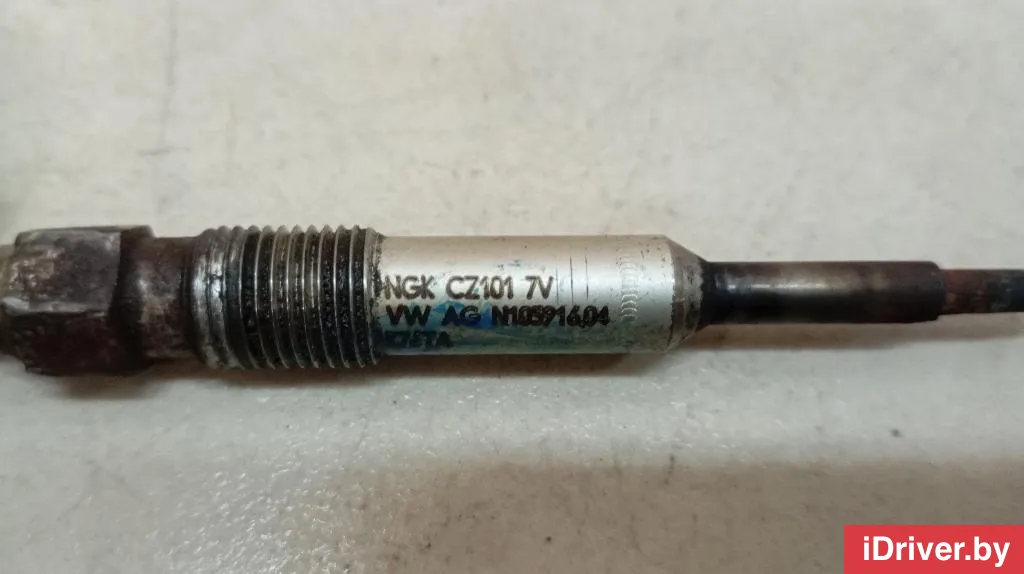 NGK CZ101 7V
VW AG N10591604
iDriver.by